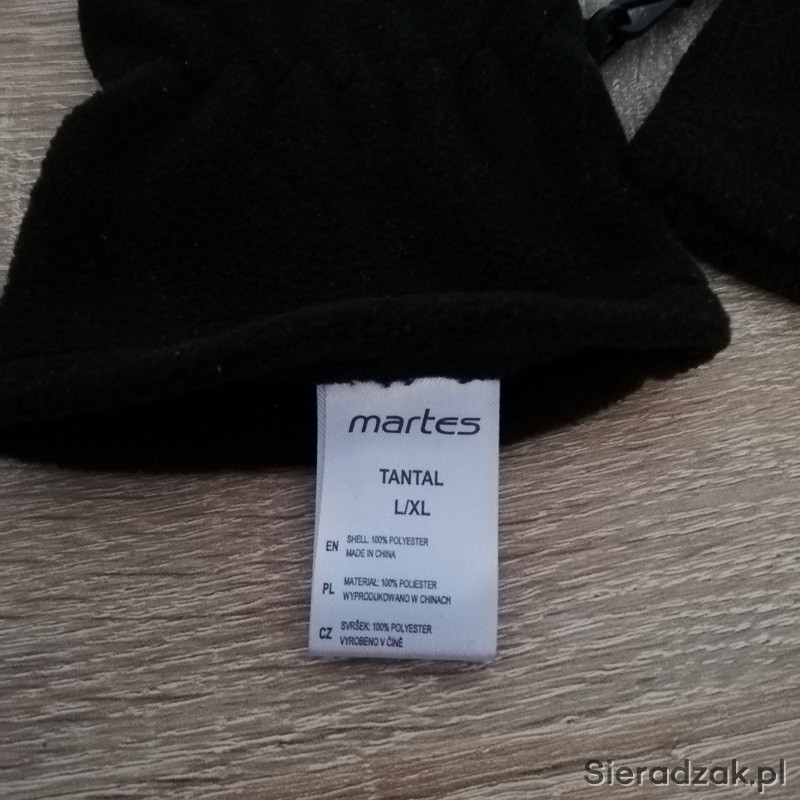 martes
TANTAL
L/XL
EN SHELL: 100% POLYESTER
MADE IN CHINA
PL MATERIAŁ: 100% POLIESTER
WYPRODUKOWANO W CHINACH
CZ SVRŠEK: 100% POLYESTER
VYROBENO V ČÍNĚ
Sieradzak.pl